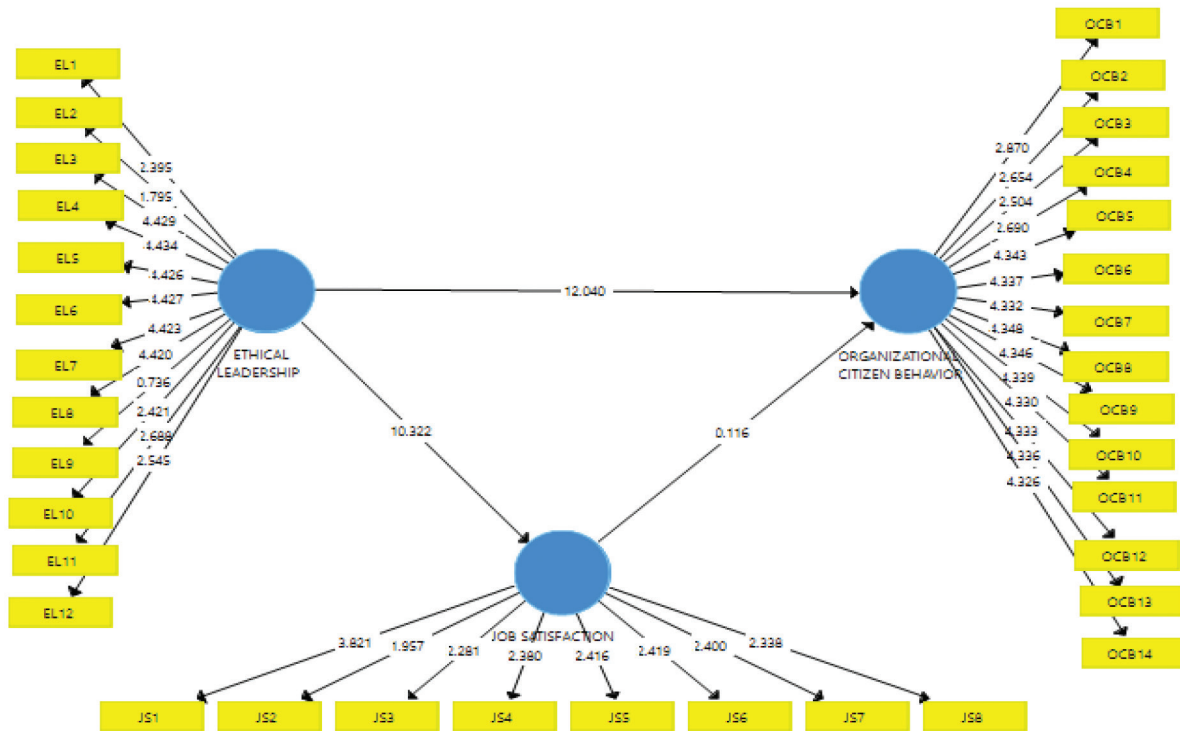 OCB1
EL1
OCB2
EL2
OCB3
EL3
OCB4
EL4
OCB5
EL5
OCB6
EL6
OCB7
EL7
OCB8
EL8
OCB9
EL9
OCB10
EL10
OCB11
EL11
OCB12
EL12
OCB13
OCB14
2.395
1.795
4.429
4.434
4.426
4.427
4.423
4.420
0.736
2.421
2.688
2.545
ETHICAL
LEADERSHIP
12.040
10.322
0.116
2.870
2.654
2.504
2.690
4.343
4.337
4.332
4.348
4.346
4.339
4.330
4.333
4.336
4.326
ORGANIZATIONAL
CITIZEN BEHAVIOR
JOB SATISFACTION
3.821
1.957
2.281
2.380
2.416
2.419
2.400
2.338
JS1 JS2 JS3 JS4 JS5 JS6 JS7 JS8